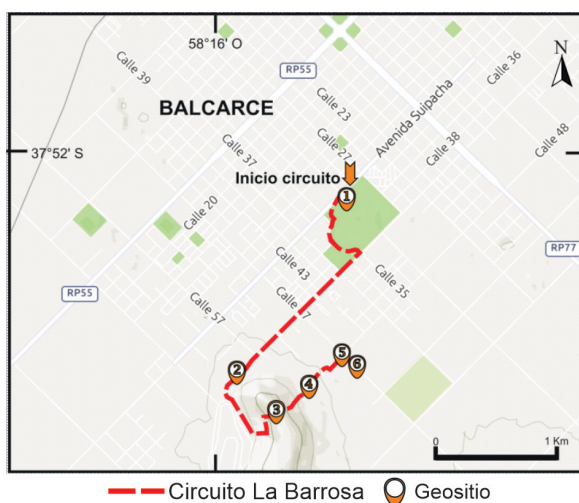 58°16' O
N
Calle 39
RP55
Calle 36
BALCARCE
Calle 23
Avenida Suipacha
Calle 48
37°52' S
Calle 37
Calle 27
Calle 38
Inicio circuito
1
Calle 20
RP77
Calle 43
Calle 35
RP55
Calle 57
2
5
6
4
3
0 1 Km
Circuito La Barrosa Geositio